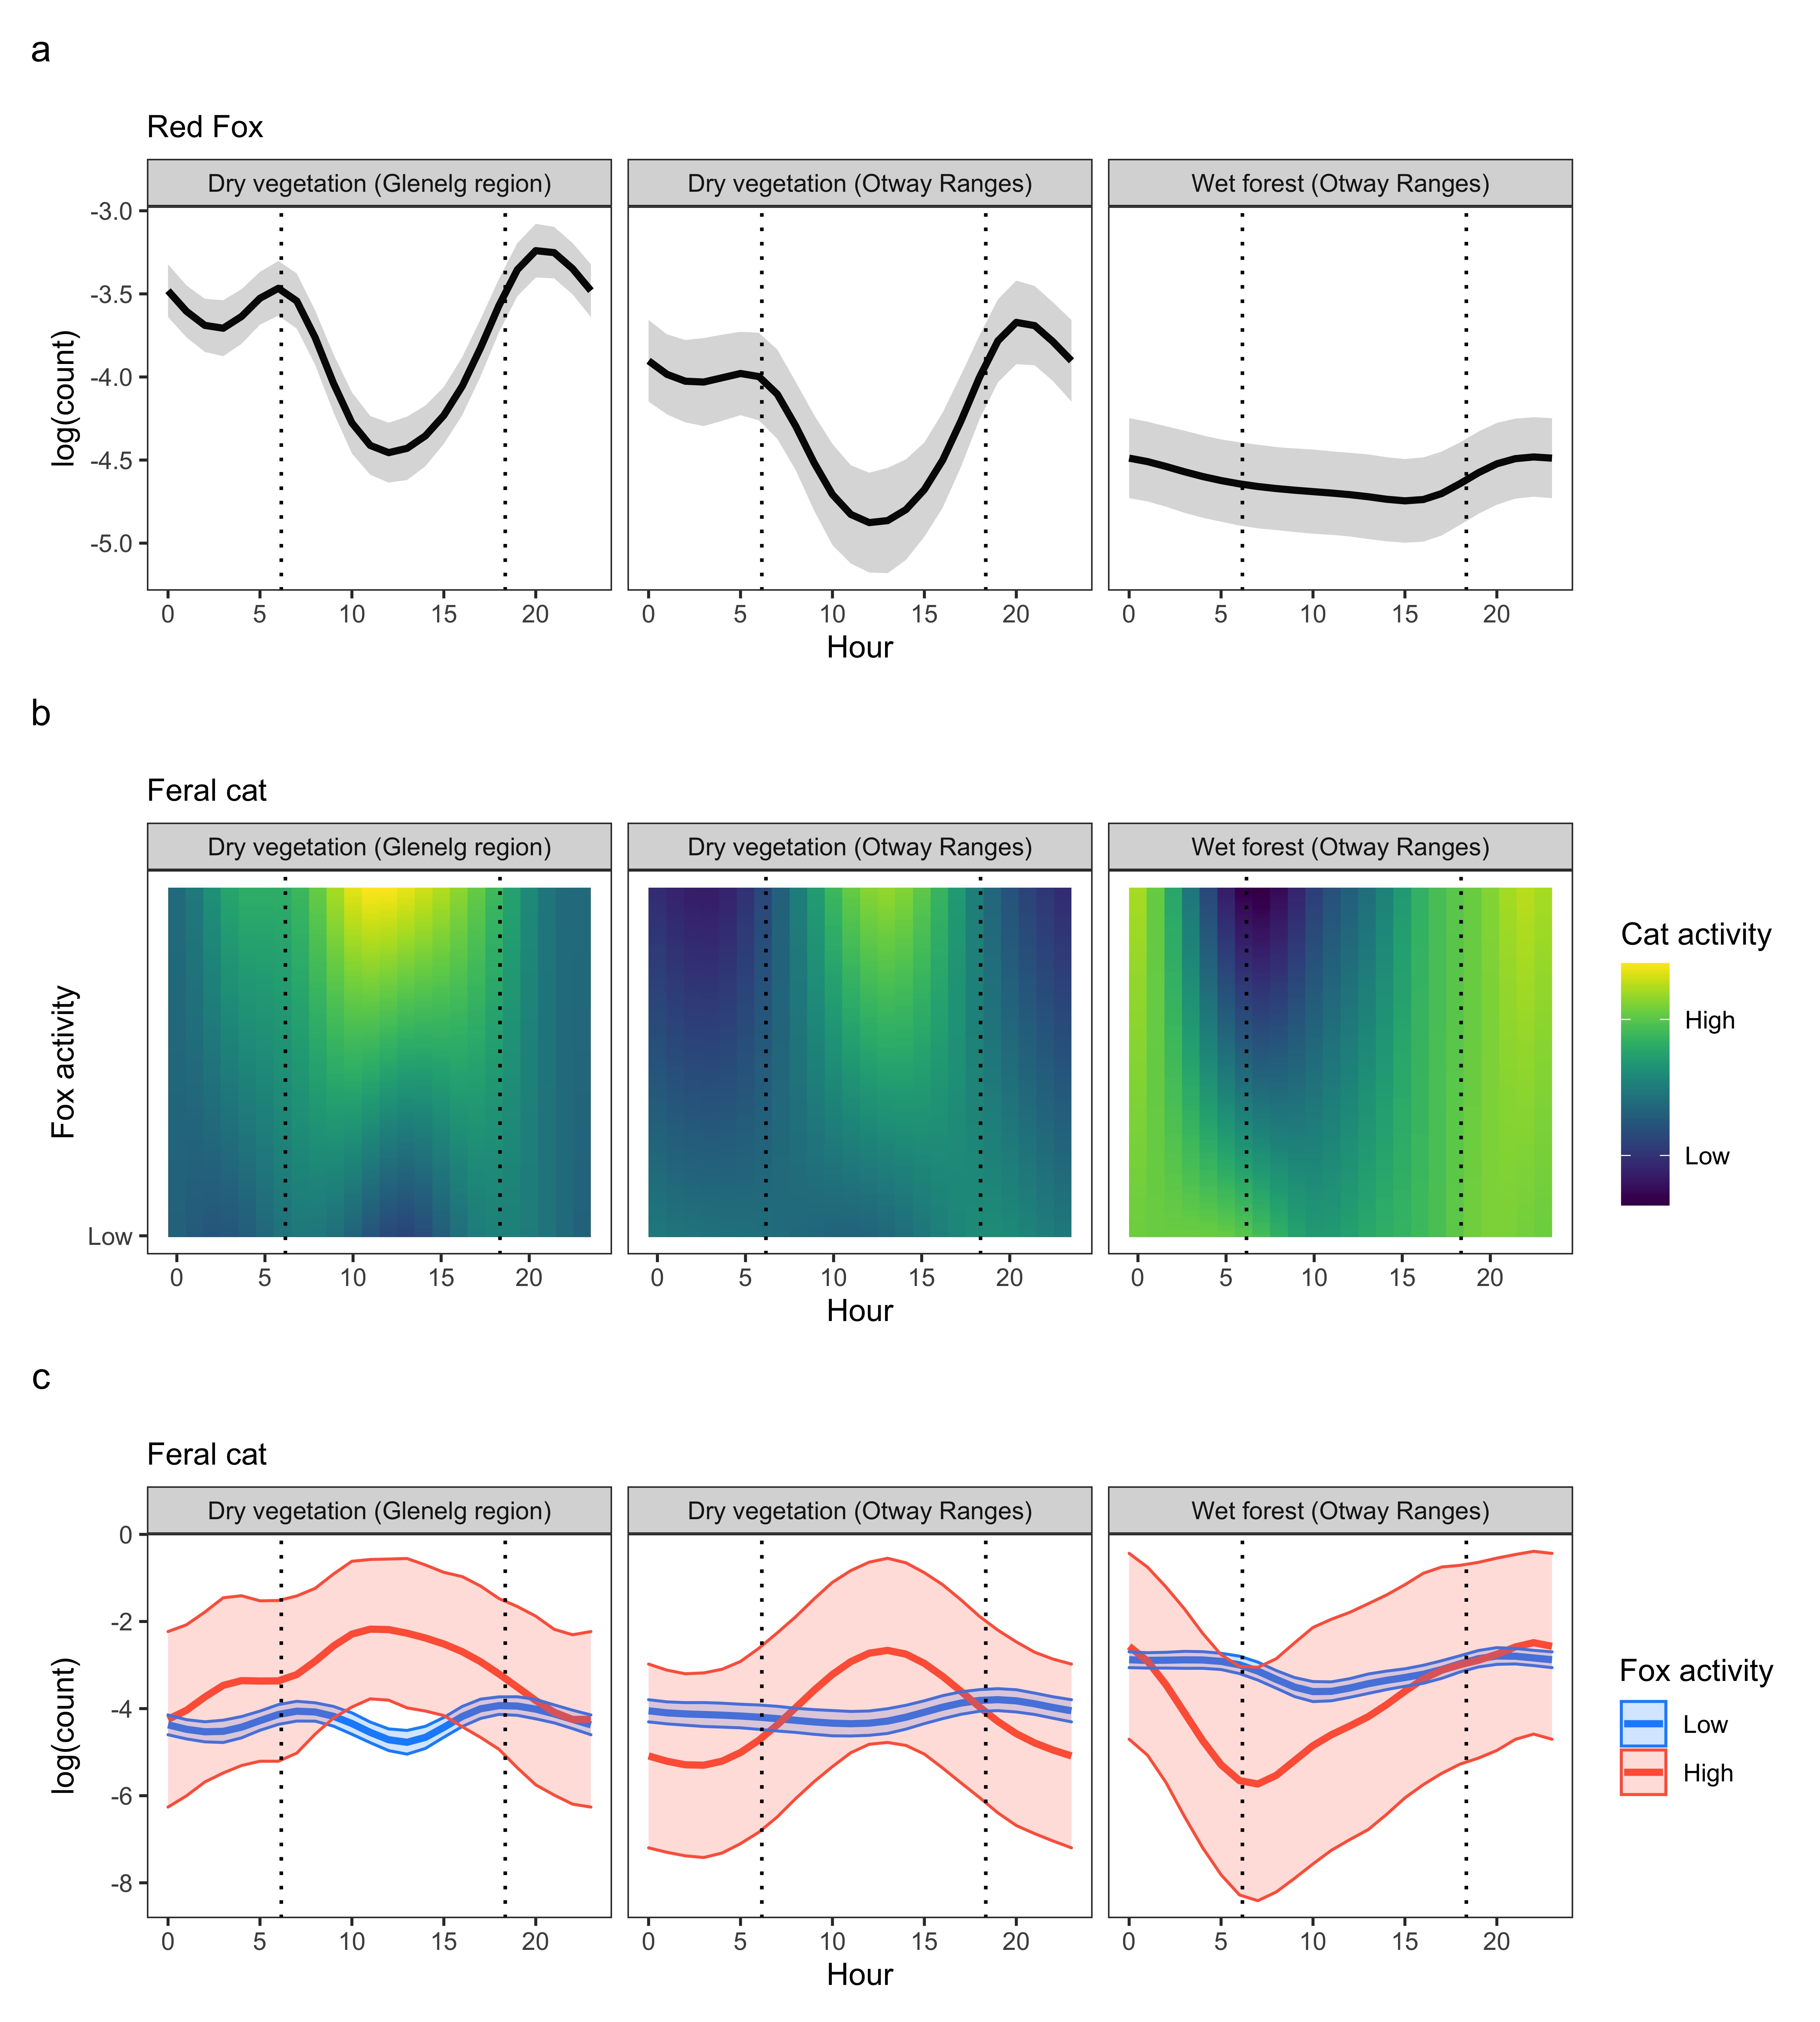 a
Red Fox
Dry vegetation (Glenelg region) Dry vegetation (Otway Ranges) Wet forest (Otway Ranges)
-3.0
-3.5
-4.0
-4.5
-5.0
log(count)
0 5 10 15 20 0 5 10 15 20 0 5 10 15 20
Hour
b
Feral cat
Dry vegetation (Glenelg region) Dry vegetation (Otway Ranges) Wet forest (Otway Ranges)
Fox activity
Low
0 5 10 15 20 0 5 10 15 20 0 5 10 15 20
Hour
Cat activity
High
Low
c
Feral cat
Dry vegetation (Glenelg region) Dry vegetation (Otway Ranges) Wet forest (Otway Ranges)
0
-2
-4
-6
-8
log(count)
0 5 10 15 20 0 5 10 15 20 0 5 10 15 20
Hour
Fox activity
Low
High